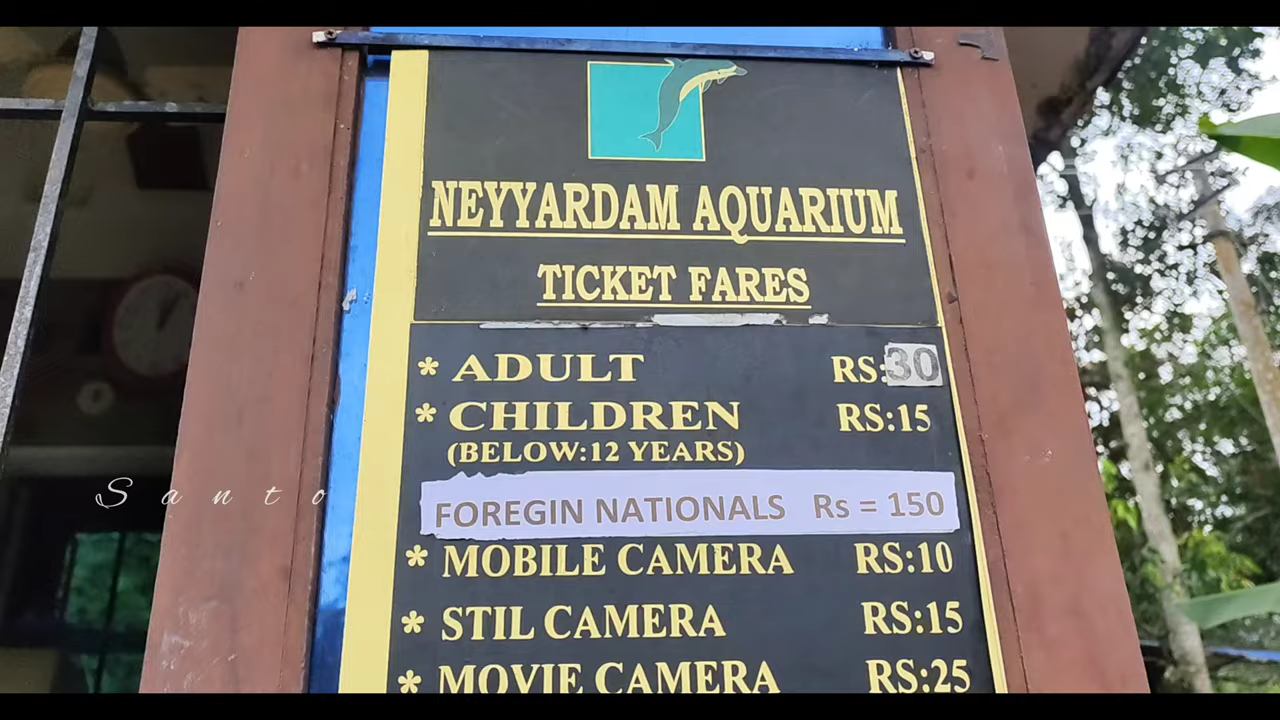 NEYYARDAM AQUARIUM
TICKET FARES
* ADULT RS:30
* CHILDREN RS:15
(BELOW:12 YEARS)
FOREGIN NATIONALS Rs = 150
* MOBILE CAMERA RS:10
* STIL CAMERA RS:15
* MOVIE CAMERA RS:25
Santo